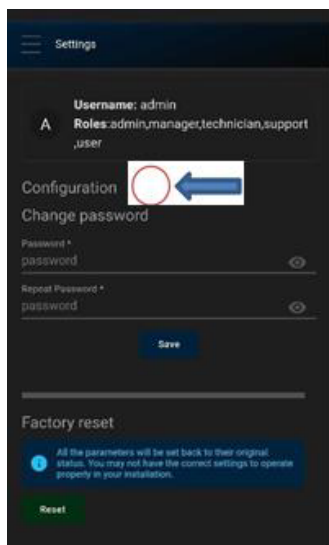 Settings
A
Username: admin
Roles:admin,manager,technician,support
,user
Configuration
Change password
Password *
password
Repeat Password *
password
Save
Factory reset
All the parameters will be set back to their original
status. You may not have the correct settings to operate
properly in your installation.
Reset